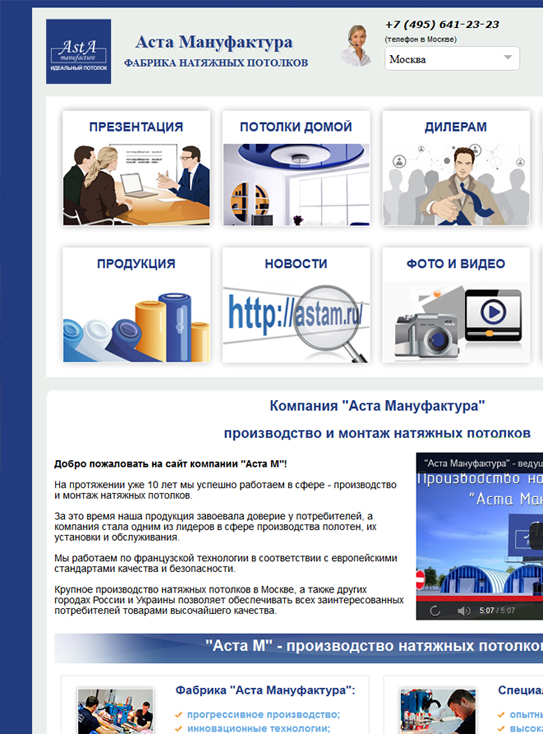 AstA
manufacture
ИДЕАЛЬНЫЙ ПОТОЛОК
Аста Мануфактура
ФАБРИКА НАТЯЖНЫХ ПОТОЛКОВ
+7 (495) 641-23-23
(телефон в Москве)
Москва
ПРЕЗЕНТАЦИЯ
ПОТОЛКИ ДОМОЙ
ДИЛЕРАМ
ПРОДУКЦИЯ
НОВОСТИ
ФОТО И ВИДЕО
http://astam.ru/
Компания "Аста Мануфактура"
производство и монтаж натяжных потолков
Добро пожаловать на сайт компании "Аста М"!
На протяжении уже 10 лет мы успешно работаем в сфере - производство
и монтаж натяжных потолков.
За это время наша продукция завоевала доверие у потребителей, а
компания стала одним из лидеров в сфере производства полотен, их
установки и обслуживания.
Мы работаем по французской технологии в соответствии с европейскими
стандартами качества и безопасности.
Крупное производство натяжных потолков в Москве, а также других
городах России и Украины позволяет обеспечивать всех заинтересованных
потребителей товарами высочайшего качества.
"Аста Мануфактура" - ведущ
Производство на
"Аста Ман
5:07 / 5:07
"Аста М" - производство натяжных потолко
Фабрика "Аста Мануфактура":
прогрессивное производство;
инновационные технологии;
Специал
опытны
высока